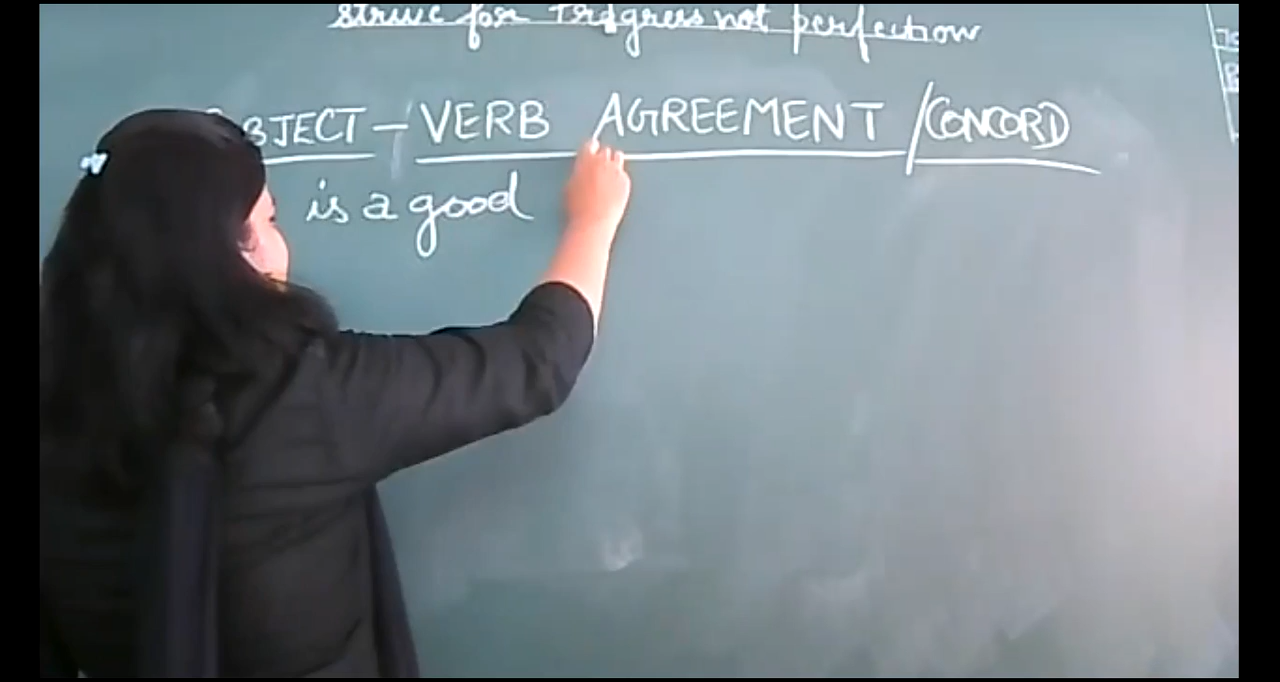 strive for Progress not perfection
BJECT - VERB AGREEMENT / CONCORD
is a good